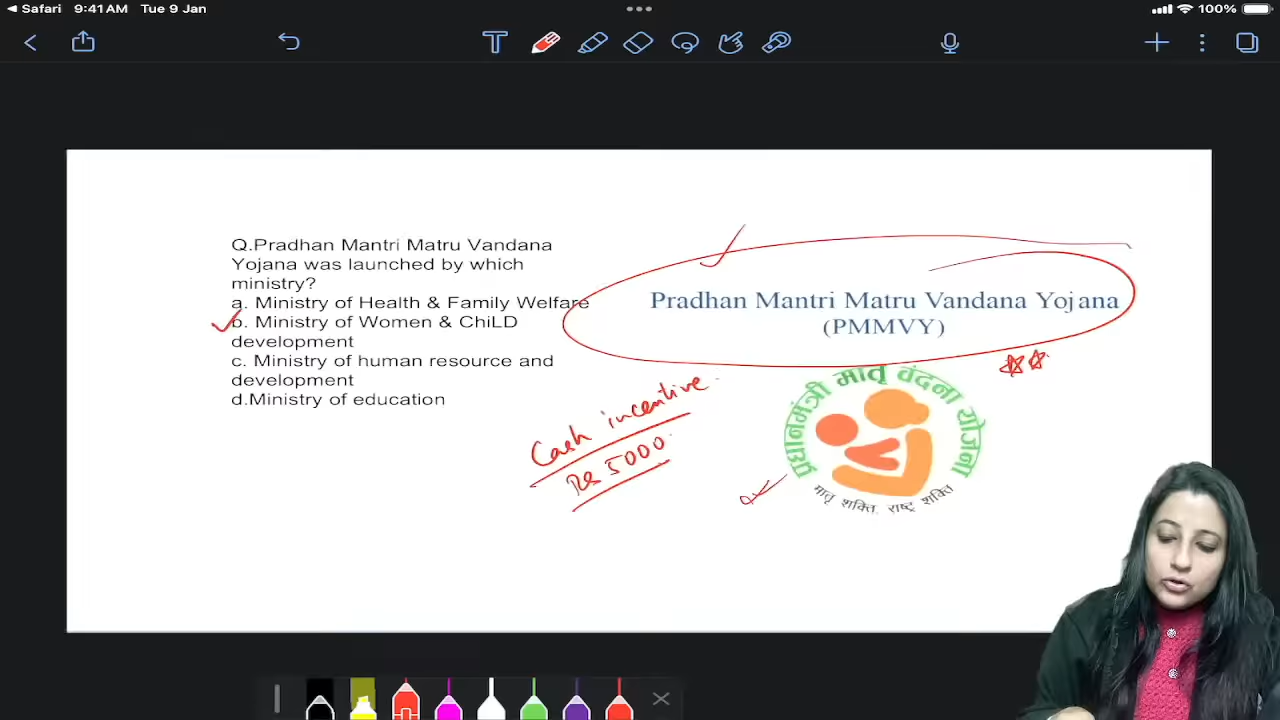 Safari 9:41 AM Tue 9 Jan
100%
Q.Pradhan Mantri Matru Vandana
Yojana was launched by which
ministry?
a. Ministry of Health & Family Welfare
b. Ministry of Women & ChiLD
development
c. Ministry of human resource and
development
d.Ministry of education
Pradhan Mantri Matru Vandana Yojana
(PMMVY)
Cash incentive
Rs 5000
प्रधानमंत्री मातृ वंदना योजना
मातृ शक्ति, राष्ट्र शक्ति